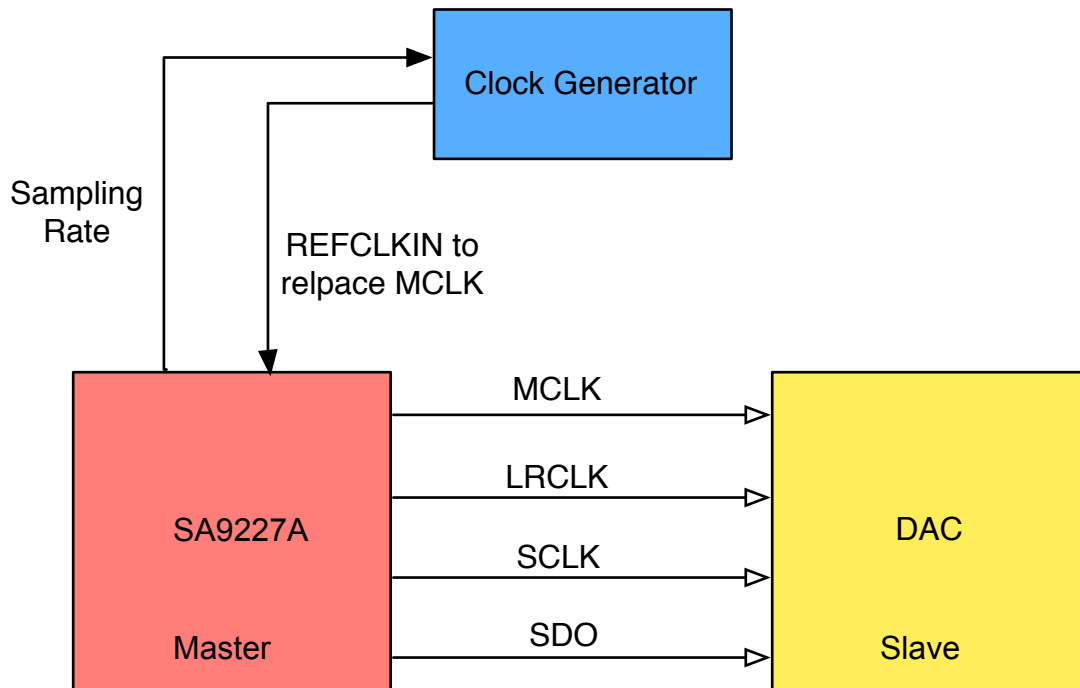 Clock Generator
Sampling
Rate
REFCLKIN to
relpace MCLK
MCLK
LRCLK
SA9227A
DAC
SCLK
SDO
Master
Slave